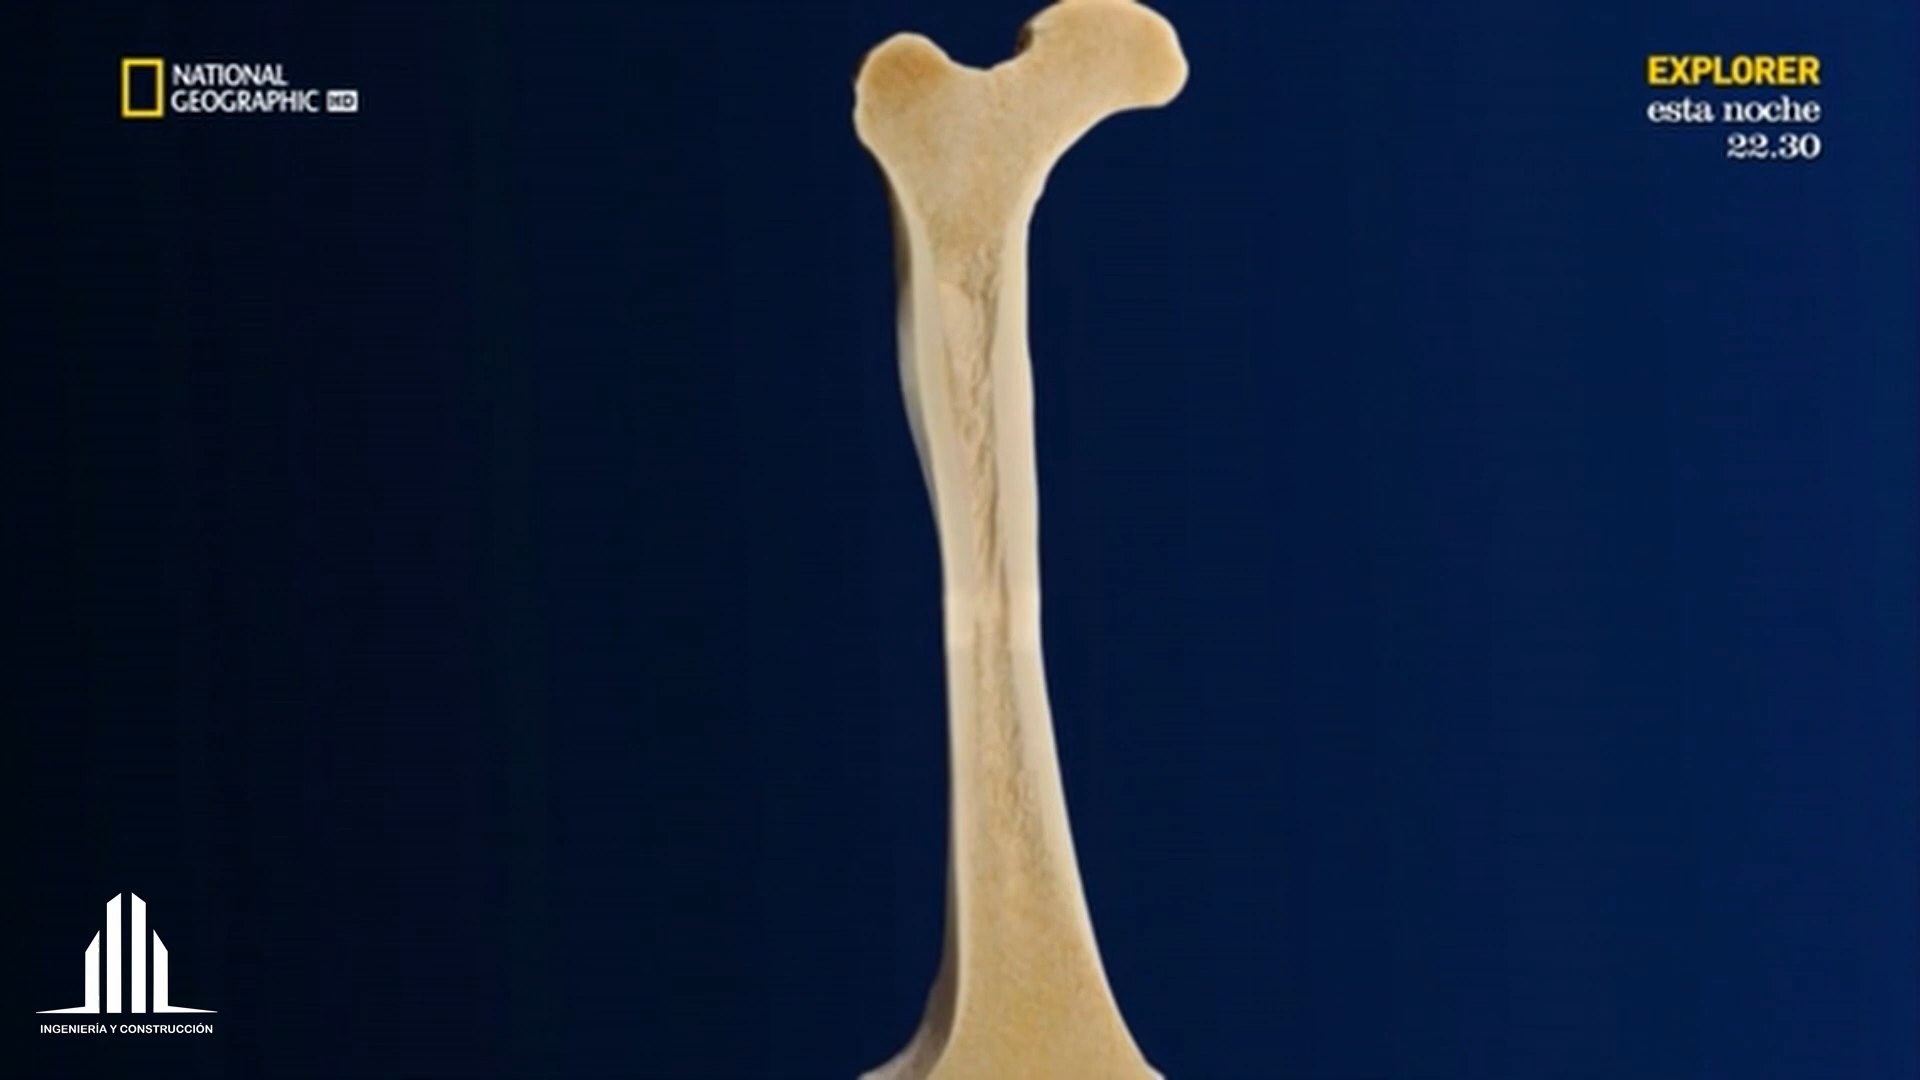 NATIONAL
GEOGRAPHIC HD
EXPLORER
esta noche
22.30
INGENIERÍA Y CONSTRUCCIÓN